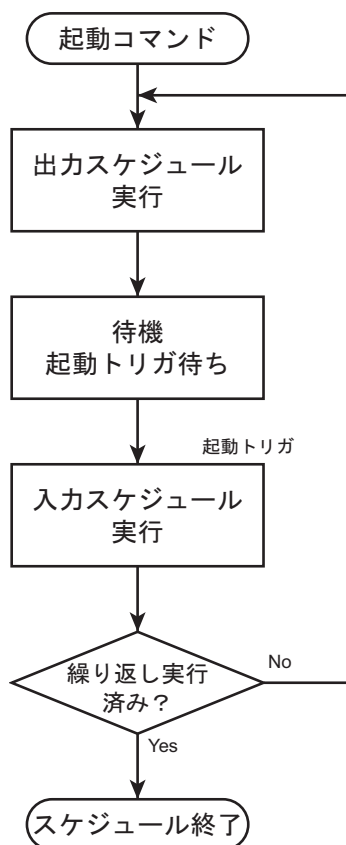 起動コマンド
出力スケジュール
実行
待機
起動トリガ待ち
起動トリガ
入力スケジュール
実行
繰り返し実行
済み？
No
Yes
スケジュール終了